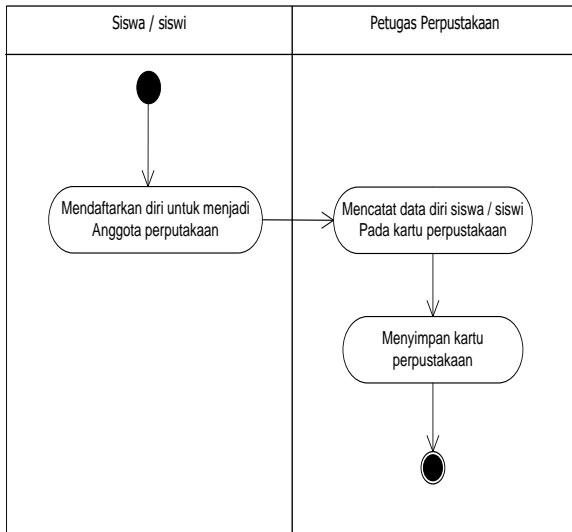 Siswa / siswi
Petugas Perpustakaan
Mendaftarkan diri untuk menjadi
Anggota perputakaan
Mencatat data diri siswa / siswi
Pada kartu perpustakaan
Menyimpan kartu
perpustakaan